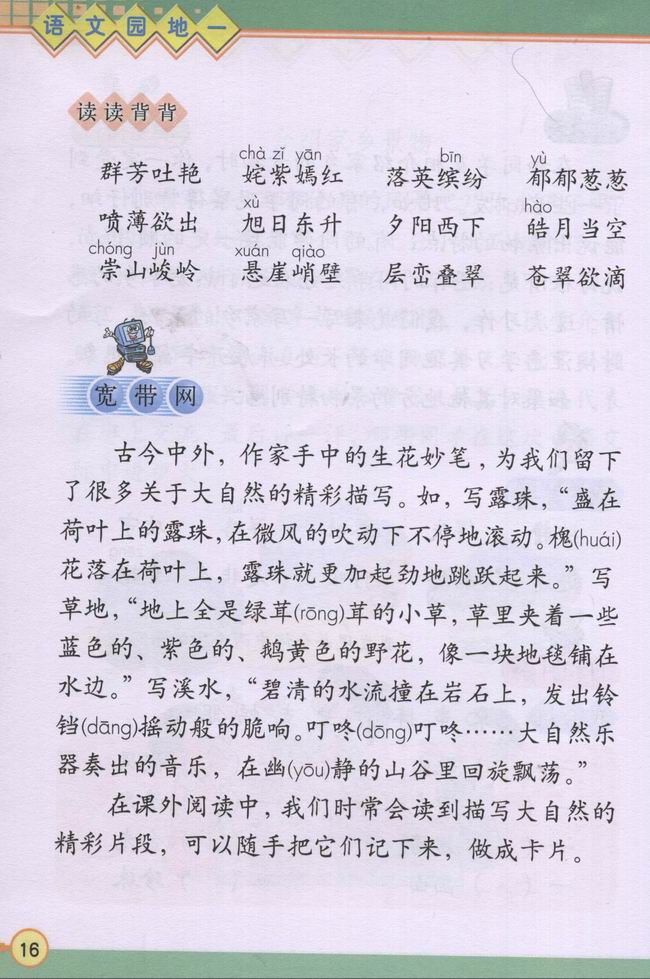 语文园地一
读读背背
chà zǐ yān bīn yù
群芳吐艳 姹紫嫣红 落英缤纷 郁郁葱葱
xù hào
喷薄欲出 旭日东升 夕阳西下 皓月当空
chóng jùn xuán qiào
崇山峻岭 悬崖峭壁 层峦叠翠 苍翠欲滴
宽带网
古今中外，作家手中的生花妙笔，为我们留下
了很多关于大自然的精彩描写。如，写露珠，“盛在
荷叶上的露珠，在微风的吹动下不停地滚动。槐(huái)
花落在荷叶上，露珠就更加起劲地跳跃起来。”写
草地，“地上全是绿茸(rōng)茸的小草，草里夹着一些
蓝色的、紫色的、鹅黄色的野花，像一块地毯铺在
水边。”写溪水，“碧清的水流撞在岩石上，发出铃
铛(dāng)摇动般的脆响。叮咚(dōng)叮咚……大自然乐
器奏出的音乐，在幽(yōu)静的山谷里回旋飘荡。”
在课外阅读中，我们时常会读到描写大自然的
精彩片段，可以随手把它们记下来，做成卡片。
16